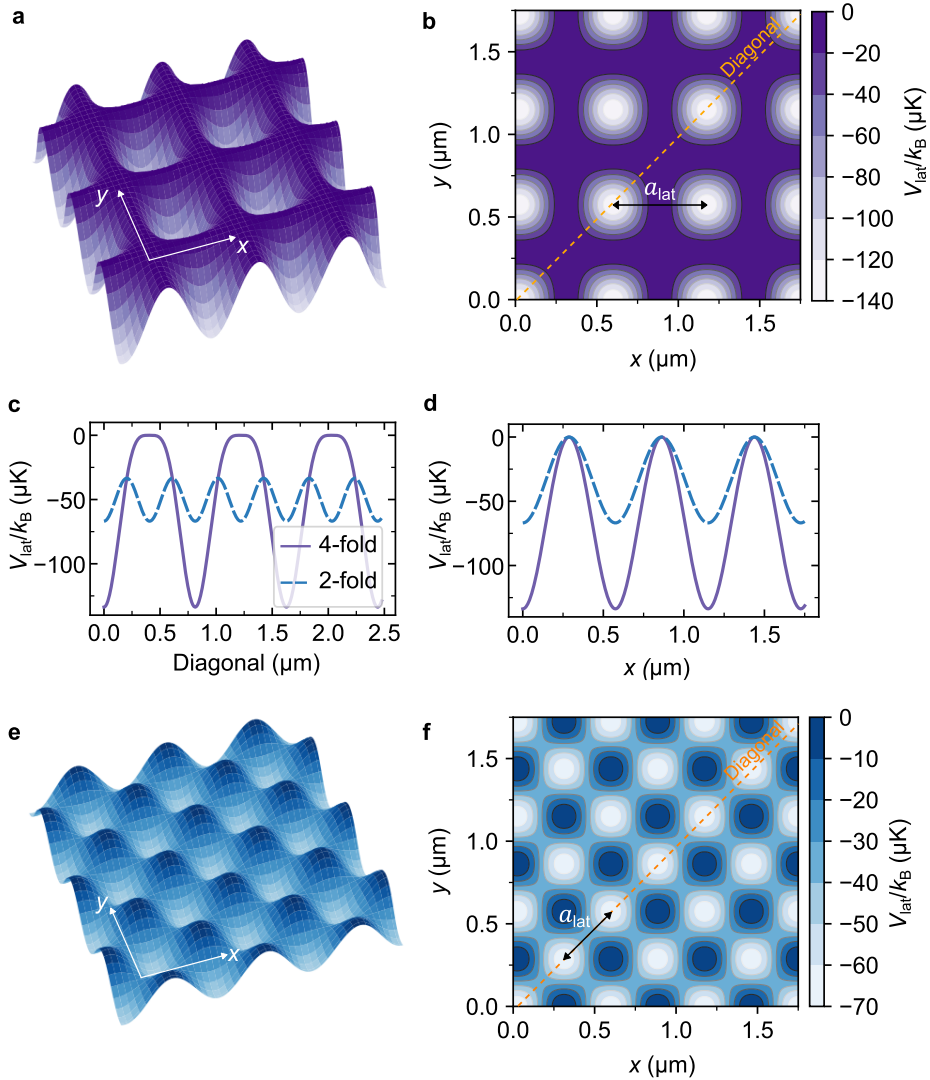 a
y
x
b
Diagonal
a_lat
1.5
1.0
0.5
0.0
y (µm)
0.0 0.5 1.0 1.5
x (µm)
0
−20
−40
−60
−80
−100
−120
−140
V_lat/k_B (µK)
c
0
−50
−100
V_lat/k_B (µK)
4-fold
2-fold
0.0 0.5 1.0 1.5 2.0 2.5
Diagonal (µm)
d
0
−50
−100
V_lat/k_B (µK)
0.0 0.5 1.0 1.5
x (µm)
e
y
x
f
Diagonal
a_lat
1.5
1.0
0.5
0.0
y (µm)
0.0 0.5 1.0 1.5
x (µm)
0
−10
−20
−30
−40
−50
−60
−70
V_lat/k_B (µK)